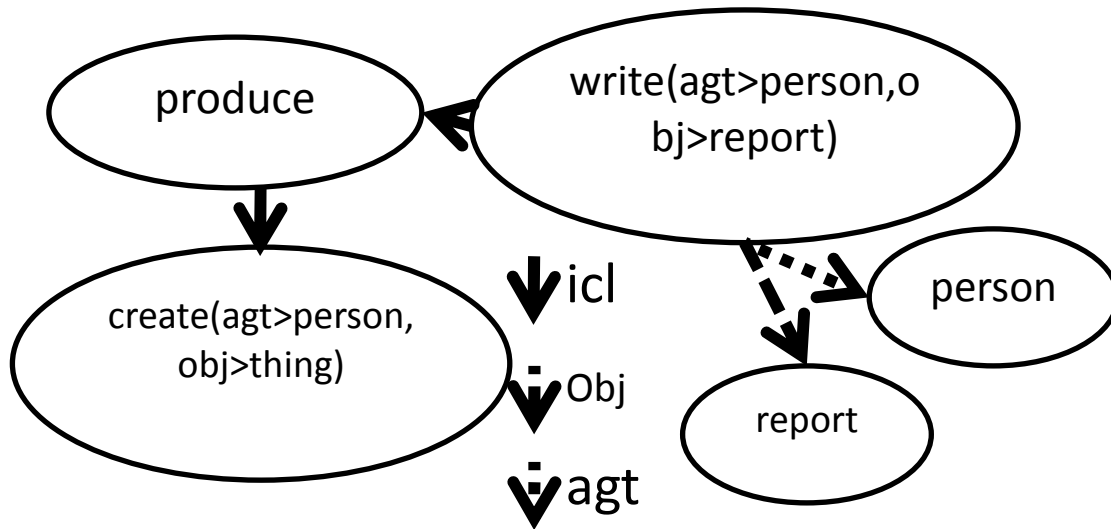 produce
write(agt>person,o
bj>report)
create(agt>person,
obj>thing)
icl
Obj
agt
person
report